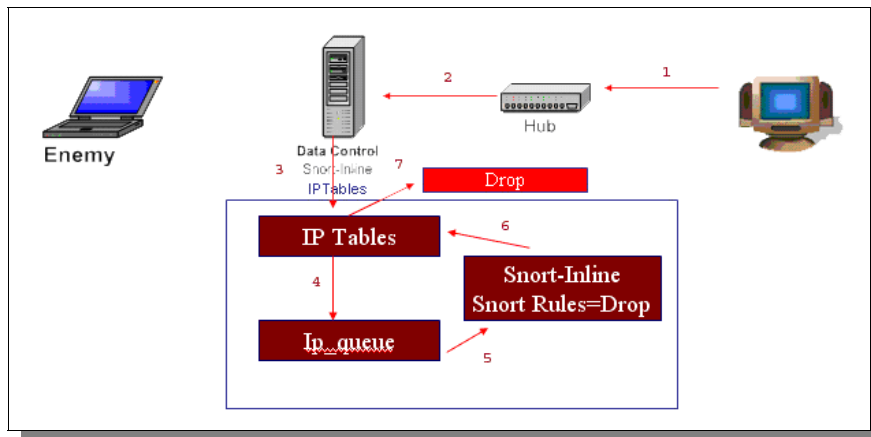 2
1
Hub
Enemy
Data Control
Snort-Inline
IPTables
3
7
Drop
IP Tables
6
4
Snort-Inline
Snort Rules=Drop
Ip_queue
5